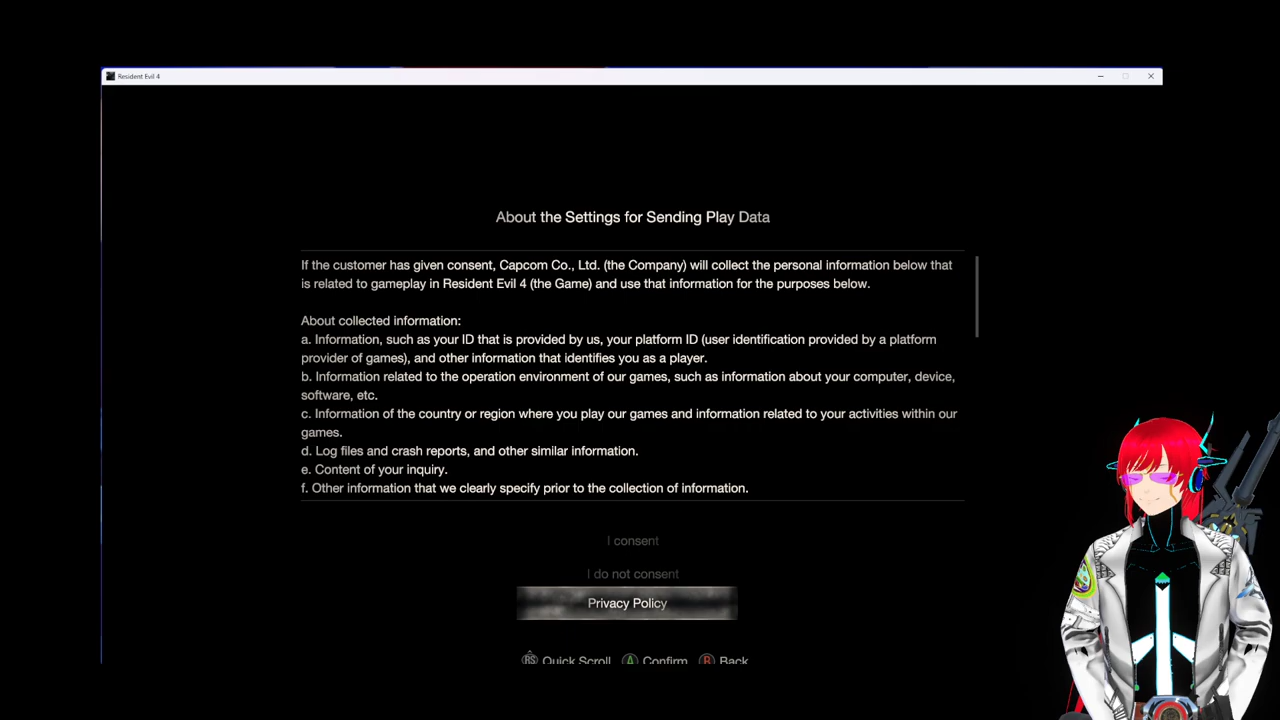 Resident Evil 4
About the Settings for Sending Play Data
If the customer has given consent, Capcom Co., Ltd. (the Company) will collect the personal information below that
is related to gameplay in Resident Evil 4 (the Game) and use that information for the purposes below.
About collected information:
a. Information, such as your ID that is provided by us, your platform ID (user identification provided by a platform
provider of games), and other information that identifies you as a player.
b. Information related to the operation environment of our games, such as information about your computer, device,
software, etc.
c. Information of the country or region where you play our games and information related to your activities within our
games.
d. Log files and crash reports, and other similar information.
e. Content of your inquiry.
f. Other information that we clearly specify prior to the collection of information.
I consent
I do not consent
Privacy Policy
RS Quick Scroll A Confirm B Back